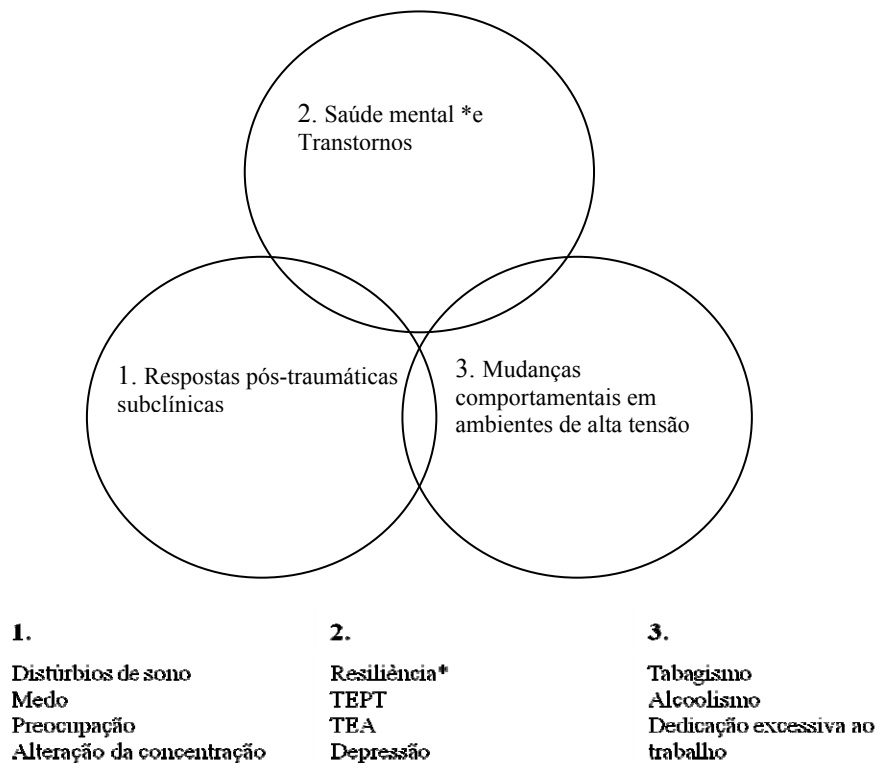 2. Saúde mental *e
Transtornos
1. Respostas pós-traumáticas
subclínicas
3. Mudanças
comportamentais em
ambientes de alta tensão
1.
Distúrbios de sono
Medo
Preocupação
Alteração da concentração
2.
Resiliência*
TEPT
TEA
Depressão
3.
Tabagismo
Alcoolismo
Dedicação excessiva ao
trabalho